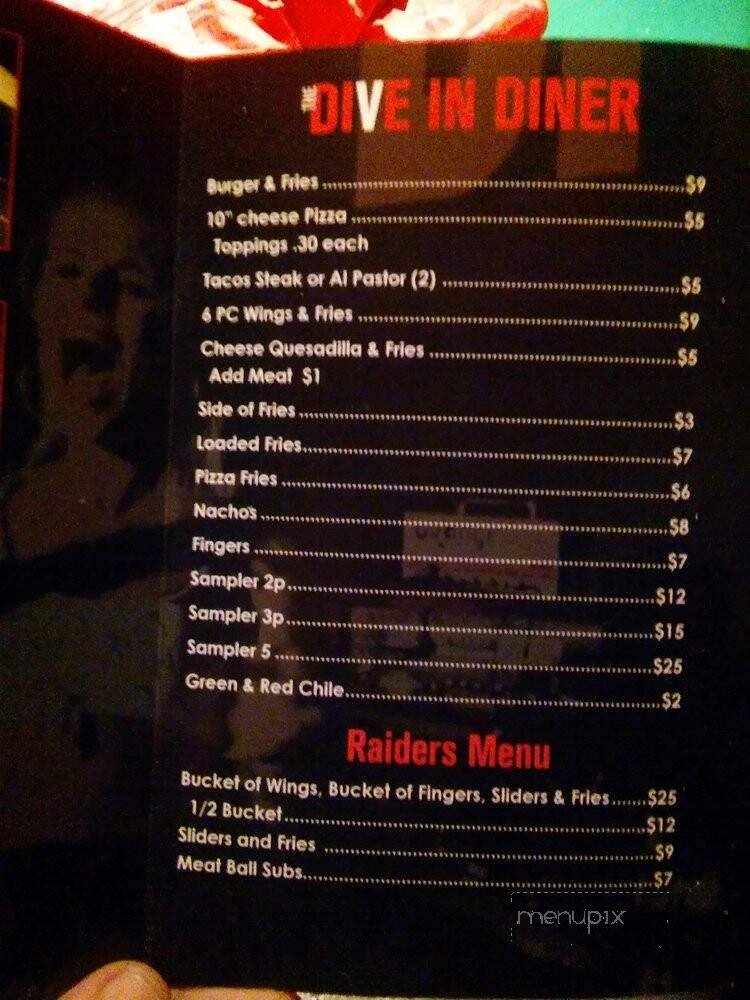 THE DIVE IN DINER
Burger & Fries $9
10" cheese Pizza $5
Toppings .30 each
Tacos Steak or Al Pastor (2) $5
6 PC Wings & Fries $9
Cheese Quesadilla & Fries $5
Add Meat $1
Side of Fries $3
Loaded Fries $7
Pizza Fries $6
Nachos $8
Fingers $7
Sampler 2p $12
Sampler 3p $15
Sampler 5 $25
Green & Red Chile $2
Raiders Menu
Bucket of Wings, Bucket of Fingers, Sliders & Fries $25
1/2 Bucket $12
Sliders and Fries $9
Meat Ball Subs $7
menupix